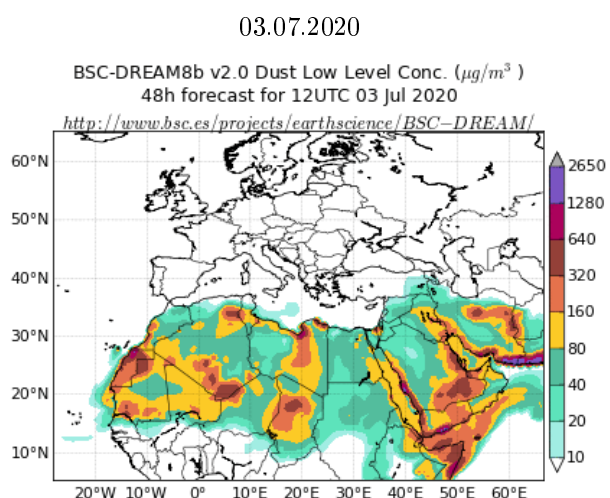 03.07.2020
BSC-DREAM8b v2.0 Dust Low Level Conc. (μg/m³ )
48h forecast for 12UTC 03 Jul 2020
http://www.bsc.es/projects/earthscience/BSC−DREAM/
60°N
50°N
40°N
30°N
20°N
10°N
20°W 10°W 0° 10°E 20°E 30°E 40°E 50°E 60°E
2650
1280
640
320
160
80
40
20
10